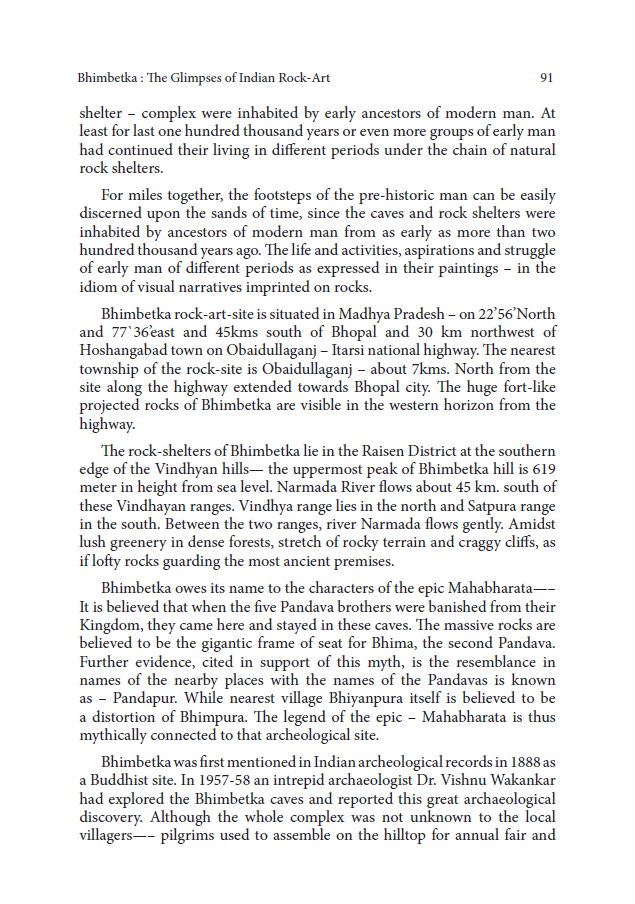 Bhimbetka : The Glimpses of Indian Rock-Art 91
shelter – complex were inhabited by early ancestors of modern man. At
least for last one hundred thousand years or even more groups of early man
had continued their living in different periods under the chain of natural
rock shelters.
For miles together, the footsteps of the pre-historic man can be easily
discerned upon the sands of time, since the caves and rock shelters were
inhabited by ancestors of modern man from as early as more than two
hundred thousand years ago. The life and activities, aspirations and struggle
of early man of different periods as expressed in their paintings – in the
idiom of visual narratives imprinted on rocks.
Bhimbetka rock-art-site is situated in Madhya Pradesh – on 22’56’North
and 77`36’east and 45kms south of Bhopal and 30 km northwest of
Hoshangabad town on Obaidullaganj – Itarsi national highway. The nearest
township of the rock-site is Obaidullaganj – about 7kms. North from the
site along the highway extended towards Bhopal city. The huge fort-like
projected rocks of Bhimbetka are visible in the western horizon from the
highway.
The rock-shelters of Bhimbetka lie in the Raisen District at the southern
edge of the Vindhyan hills— the uppermost peak of Bhimbetka hill is 619
meter in height from sea level. Narmada River flows about 45 km. south of
these Vindhayan ranges. Vindhya range lies in the north and Satpura range
in the south. Between the two ranges, river Narmada flows gently. Amidst
lush greenery in dense forests, stretch of rocky terrain and craggy cliffs, as
if lofty rocks guarding the most ancient premises.
Bhimbetka owes its name to the characters of the epic Mahabharata—–
It is believed that when the five Pandava brothers were banished from their
Kingdom, they came here and stayed in these caves. The massive rocks are
believed to be the gigantic frame of seat for Bhima, the second Pandava.
Further evidence, cited in support of this myth, is the resemblance in
names of the nearby places with the names of the Pandavas is known
as – Pandapur. While nearest village Bhiyanpura itself is believed to be
a distortion of Bhimpura. The legend of the epic – Mahabharata is thus
mythically connected to that archeological site.
Bhimbetka was first mentioned in Indian archeological records in 1888 as
a Buddhist site. In 1957-58 an intrepid archaeologist Dr. Vishnu Wakankar
had explored the Bhimbetka caves and reported this great archaeological
discovery. Although the whole complex was not unknown to the local
villagers—– pilgrims used to assemble on the hilltop for annual fair and